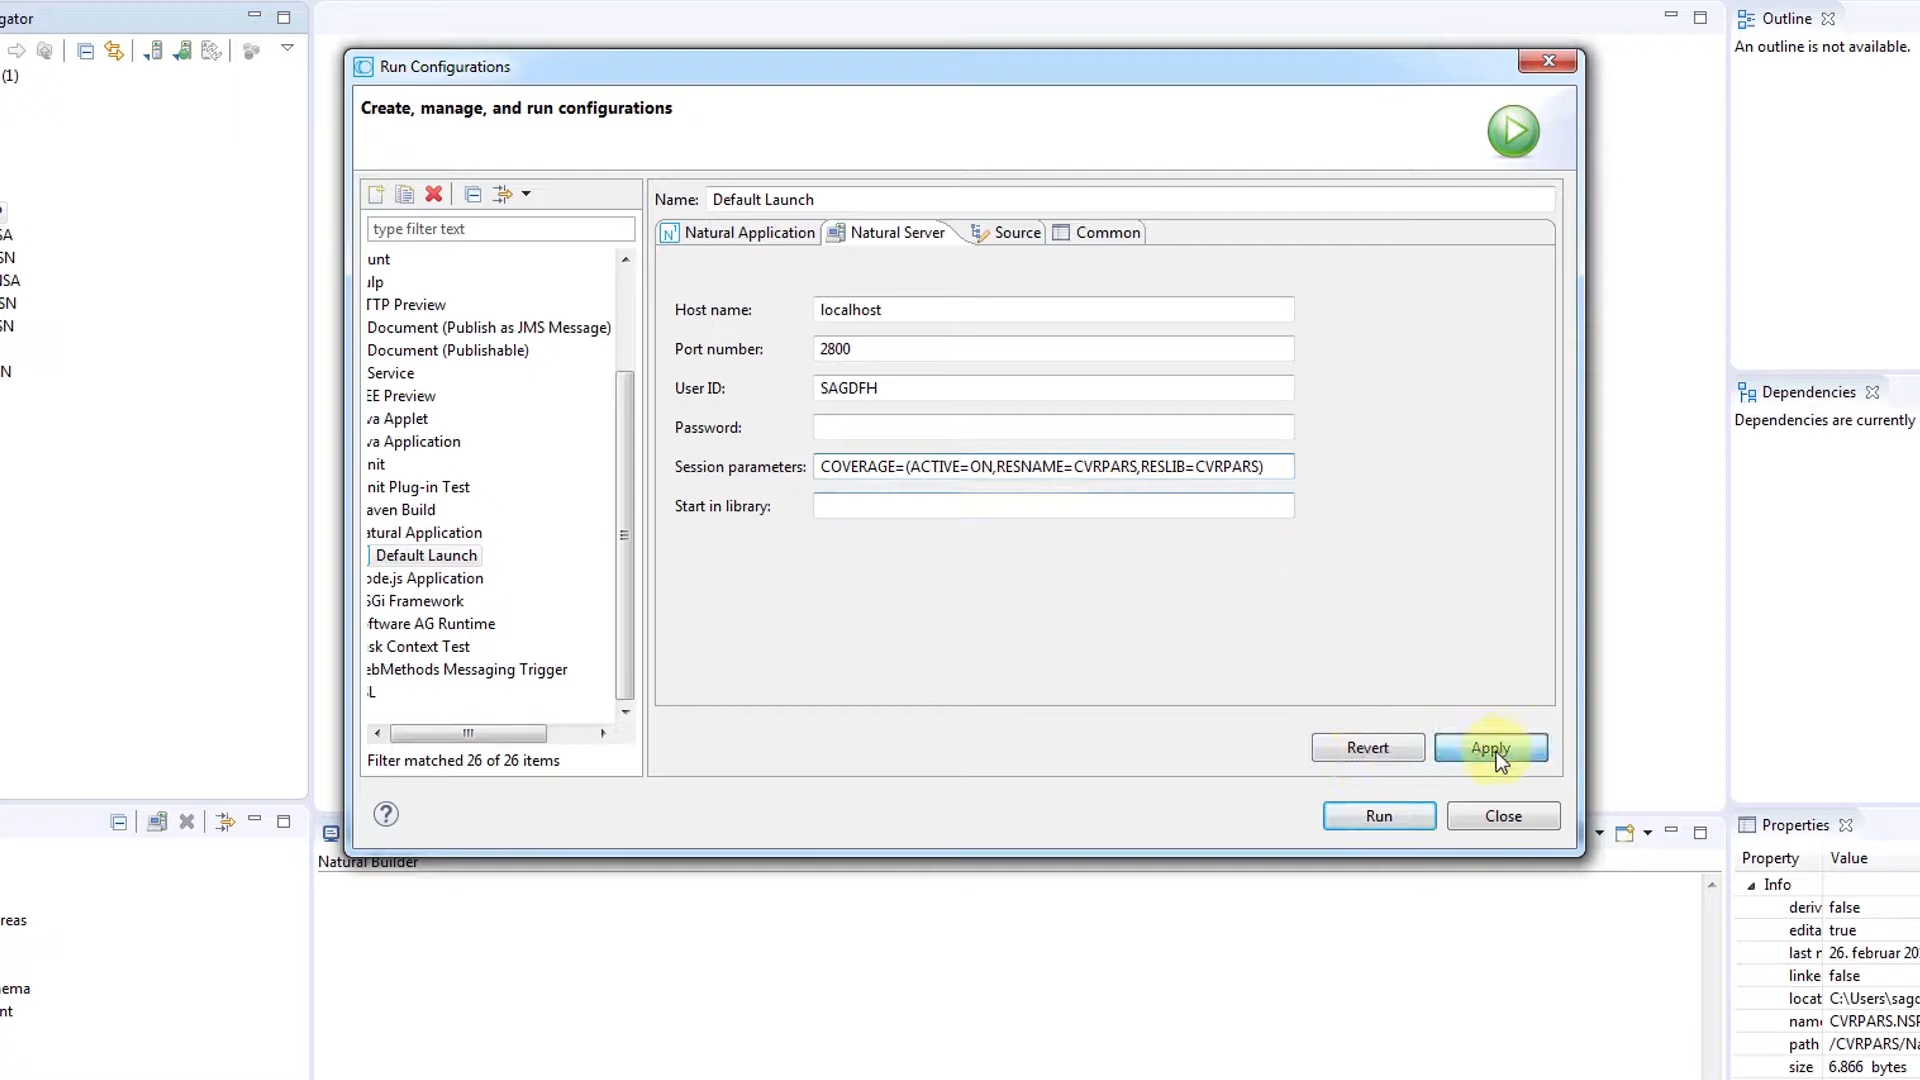 gator
(1)
SA
SN
NSA
SN
SN
N
Run Configurations
Create, manage, and run configurations
type filter text
unt
ulp
TTP Preview
Document (Publish as JMS Message)
Document (Publishable)
Service
EE Preview
va Applet
va Application
nit
nit Plug-in Test
aven Build
atural Application
Default Launch
ode.js Application
SGi Framework
ftware AG Runtime
sk Context Test
ebMethods Messaging Trigger
SL
Filter matched 26 of 26 items
Name: Default Launch
Natural Application Natural Server Source Common
Host name: localhost
Port number: 2800
User ID: SAGDFH
Password:
Session parameters: COVERAGE=(ACTIVE=ON,RESNAME=CVRPARS,RESLIB=CVRPARS)
Start in library:
Revert Apply
Run Close
reas
ema
nt
Natural Builder
Outline
An outline is not available.
Dependencies
Dependencies are currently
Properties
Property Value
Info
deriv false
edita true
last r 26. februar 20
linke false
locat C:\Users\sagd
name CVRPARS.NSP
path /CVRPARS/Na
size 6.866 bytes